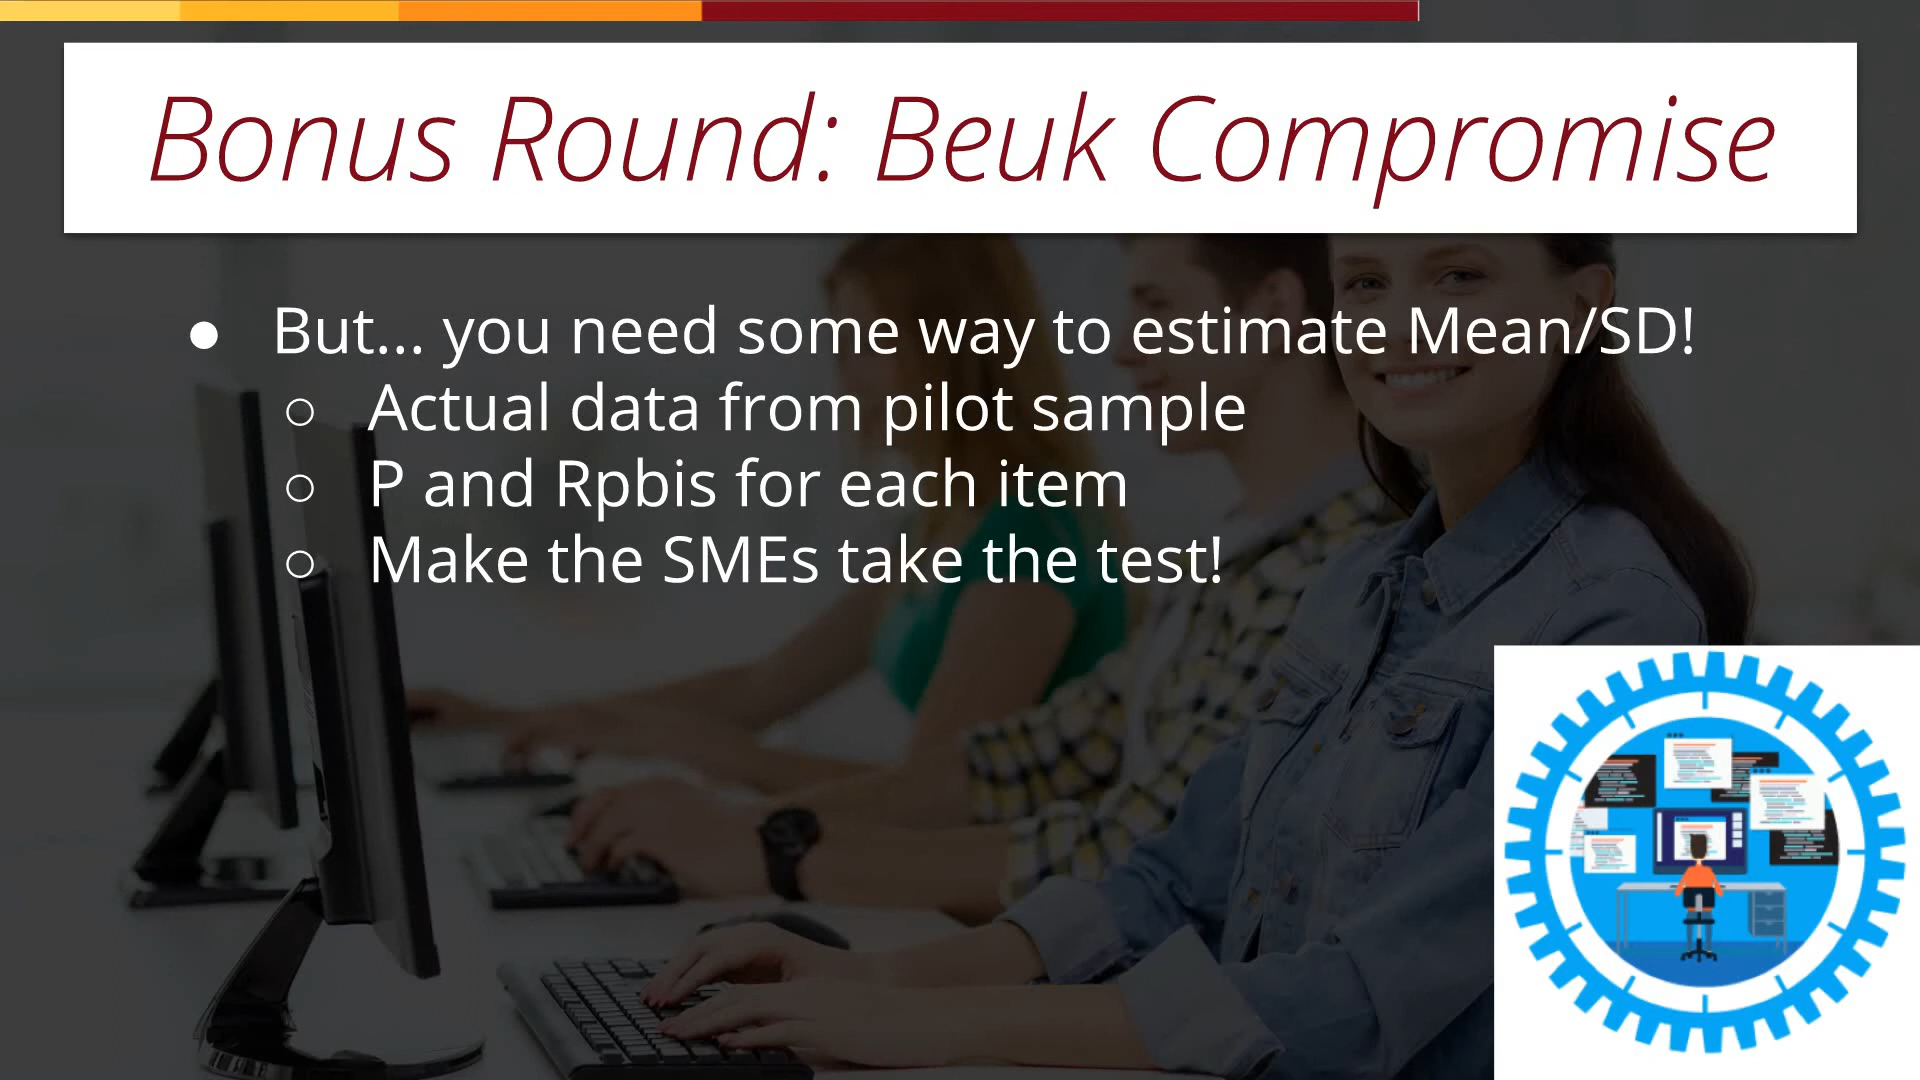 Bonus Round: Beuk Compromise
● But... you need some way to estimate Mean/SD!
○ Actual data from pilot sample
○ P and Rpbis for each item
○ Make the SMEs take the test!